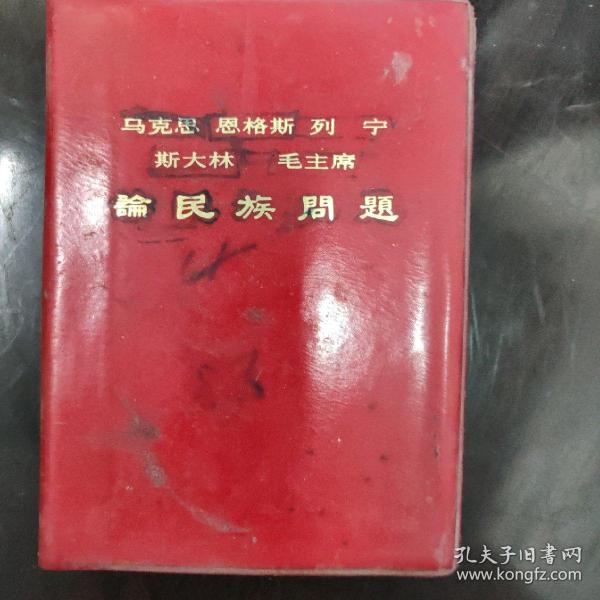 马克思 恩格斯 列 宁
斯大林 毛主席
論民族問題
孔夫子旧书网
www.kongfz.com